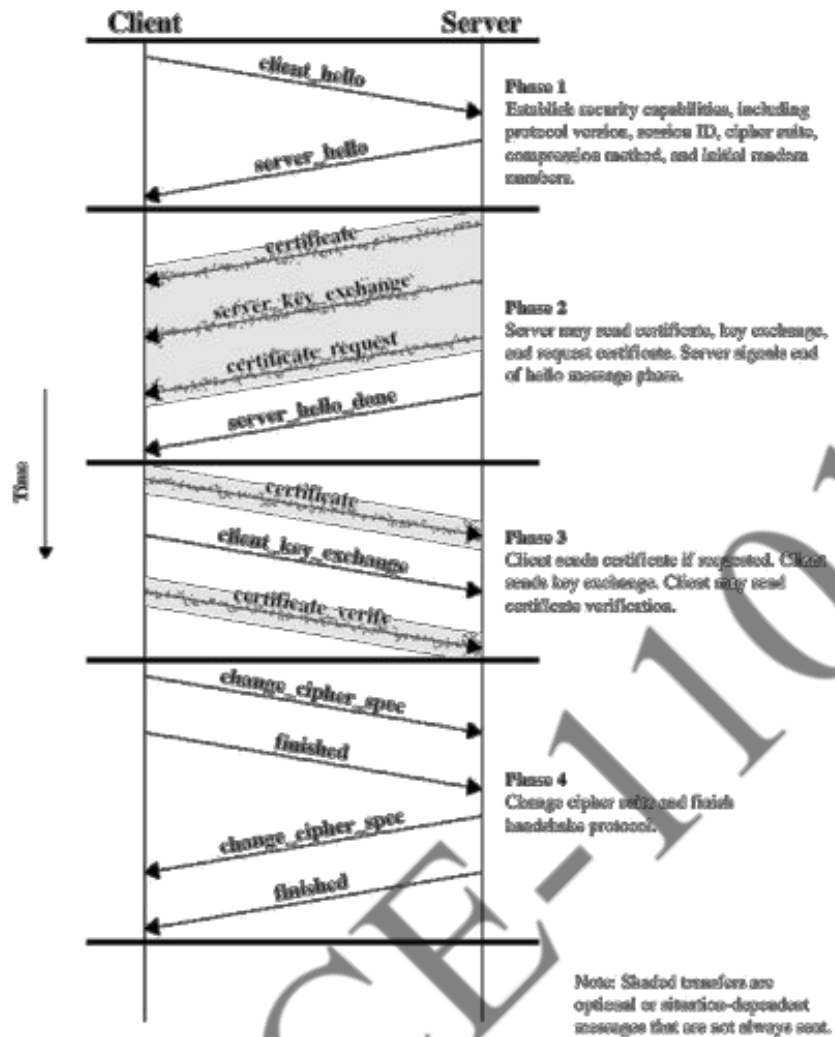 Client Server
client_hello
Phase 1
Establish security capabilities, including
protocol version, session ID, cipher suite,
compression method, and initial random
numbers.
server_hello
certificate
server_key_exchange
Phase 2
Server may send certificate, key exchange,
and request certificate. Server signals end
of hello message phase.
certificate_request
server_hello_done
Time
certificate
Phase 3
Client sends certificate if requested. Client
sends key exchange. Client may send
certificate verification.
client_key_exchange
certificate_verify
change_cipher_spec
finished
Phase 4
Change cipher suite and finish
handshake protocol.
change_cipher_spec
finished
Note: Shaded transfers are
optional or situation-dependent
messages that are not always sent.
CE-110